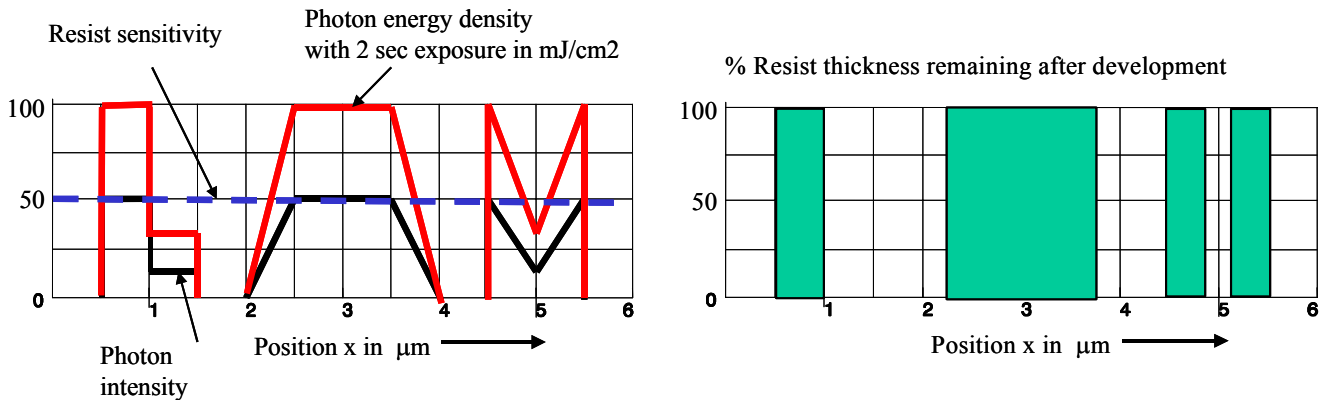 Resist sensitivity
Photon energy density
with 2 sec exposure in mJ/cm2
100
50
0
1
2
3
4
5
6
Position x in μm
Photon
intensity
% Resist thickness remaining after development
100
50
0
1
2
3
4
5
6
Position x in μm